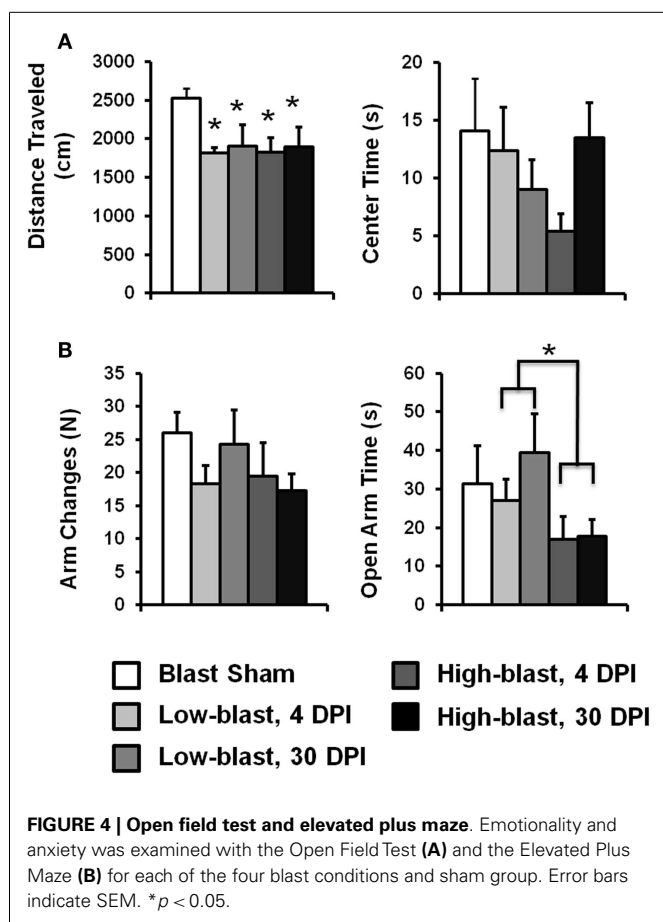 A
Distance Traveled
(cm)
3000
2500
2000
1500
1000
500
0
* * * *
Center Time (s)
20
15
10
5
0
B
Arm Changes (N)
35
30
25
20
15
10
5
0
Open Arm Time (s)
60
50
40
30
20
10
0
*
Blast Sham
Low-blast, 4 DPI
Low-blast, 30 DPI
High-blast, 4 DPI
High-blast, 30 DPI
FIGURE 4 | Open field test and elevated plus maze. Emotionality and
anxiety was examined with the Open Field Test (A) and the Elevated Plus
Maze (B) for each of the four blast conditions and sham group. Error bars
indicate SEM. *p < 0.05.